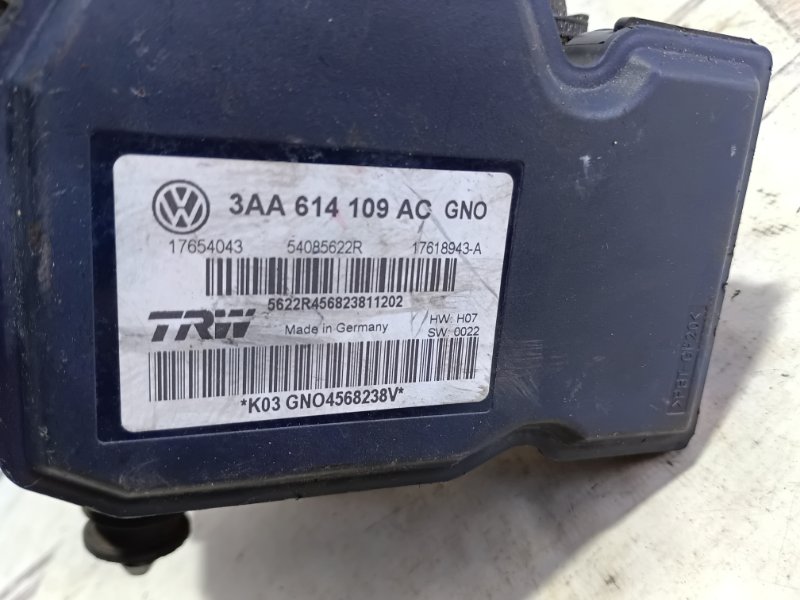 3AA 614 109 AC GNO
17654043 54085622R 17618943-A
5622R456823811202
TRW Made in Germany HW: H07
SW: 0022
*K03 GNO4568238V*